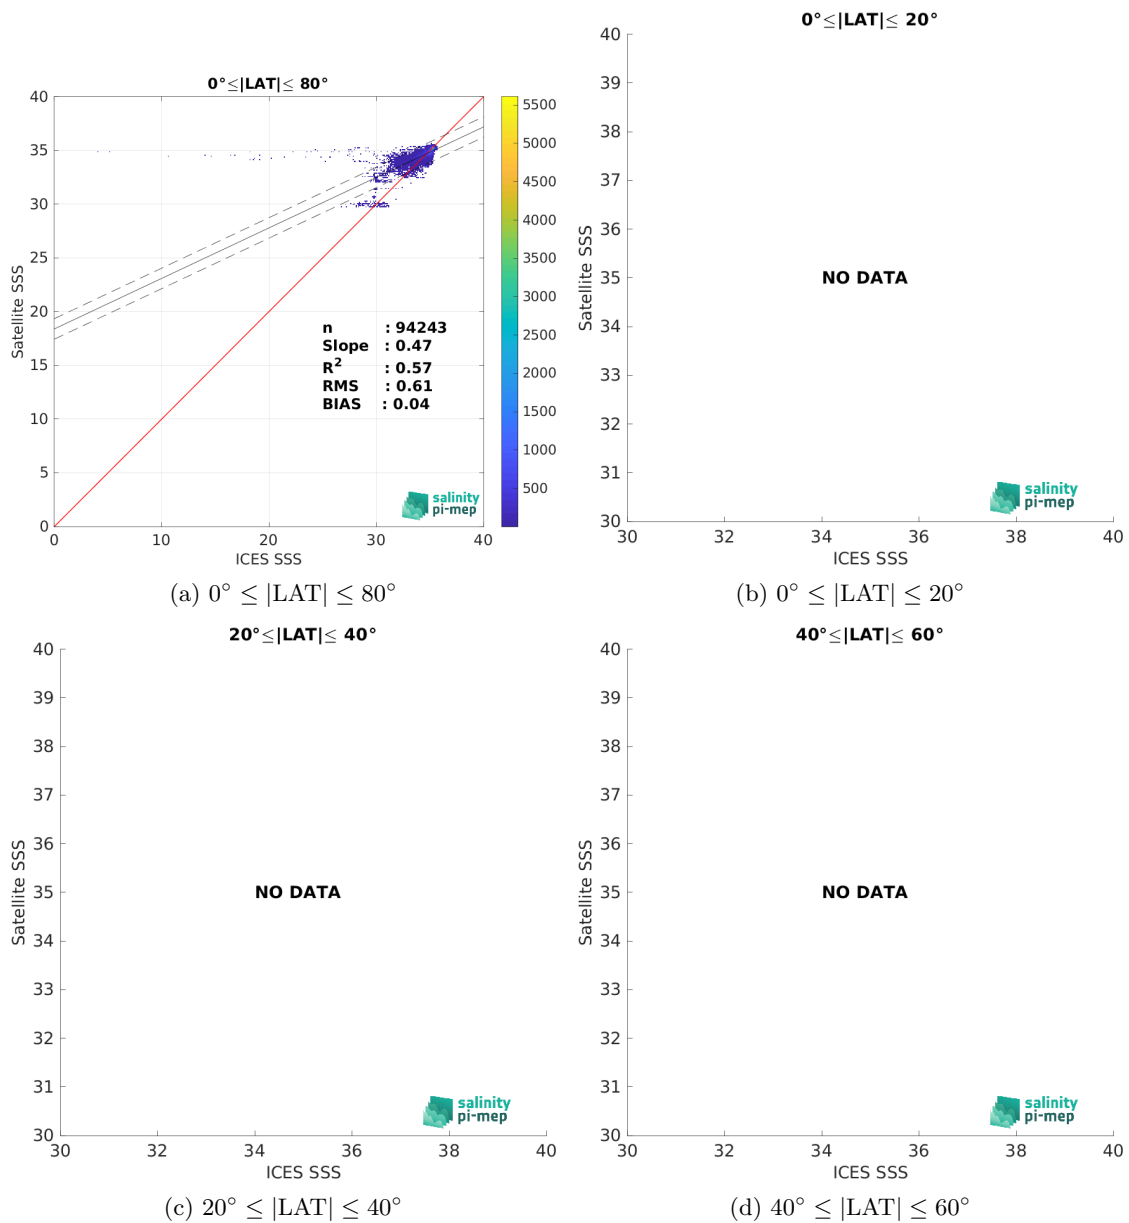 0°≤|LAT|≤ 80°
40
35
30
25
20
15
10
5
0
0
10
20
30
40
Satellite SSS
ICES SSS
n : 94243
Slope : 0.47
R² : 0.57
RMS : 0.61
BIAS : 0.04
salinity
pi-mep
5500
5000
4500
4000
3500
3000
2500
2000
1500
1000
500
(a) 0° ≤ |LAT| ≤ 80°
0°≤|LAT|≤ 20°
40
39
38
37
36
35
34
33
32
31
30
30
32
34
36
38
40
Satellite SSS
ICES SSS
NO DATA
salinity
pi-mep
(b) 0° ≤ |LAT| ≤ 20°
20°≤|LAT|≤ 40°
40
39
38
37
36
35
34
33
32
31
30
30
32
34
36
38
40
Satellite SSS
ICES SSS
NO DATA
salinity
pi-mep
(c) 20° ≤ |LAT| ≤ 40°
40°≤|LAT|≤ 60°
40
39
38
37
36
35
34
33
32
31
30
30
32
34
36
38
40
Satellite SSS
ICES SSS
NO DATA
salinity
pi-mep
(d) 40° ≤ |LAT| ≤ 60°